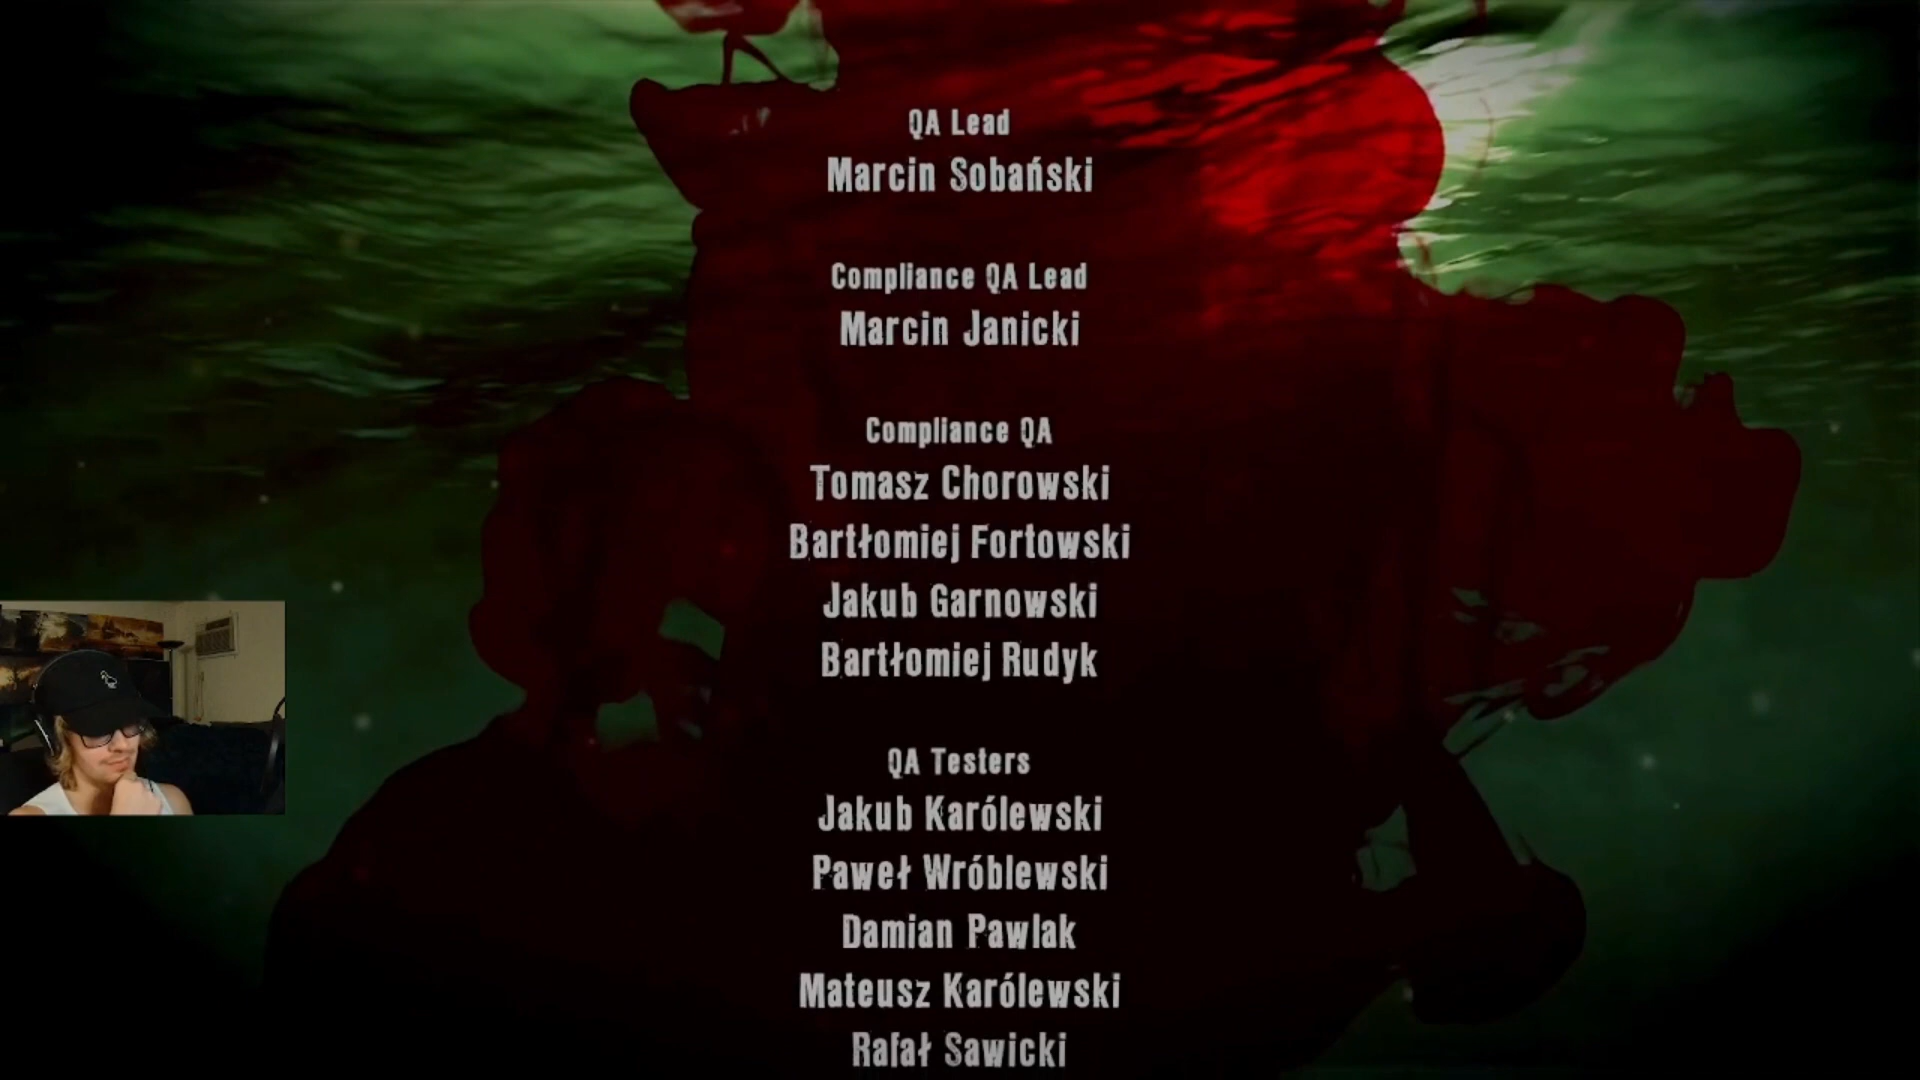 QA Lead
Marcin Sobański
Compliance QA Lead
Marcin Janicki
Compliance QA
Tomasz Chorowski
Bartłomiej Fortowski
Jakub Garnowski
Bartłomiej Rudyk
QA Testers
Jakub Karólewski
Paweł Wróblewski
Damian Pawlak
Mateusz Karólewski
Rafał Sawicki